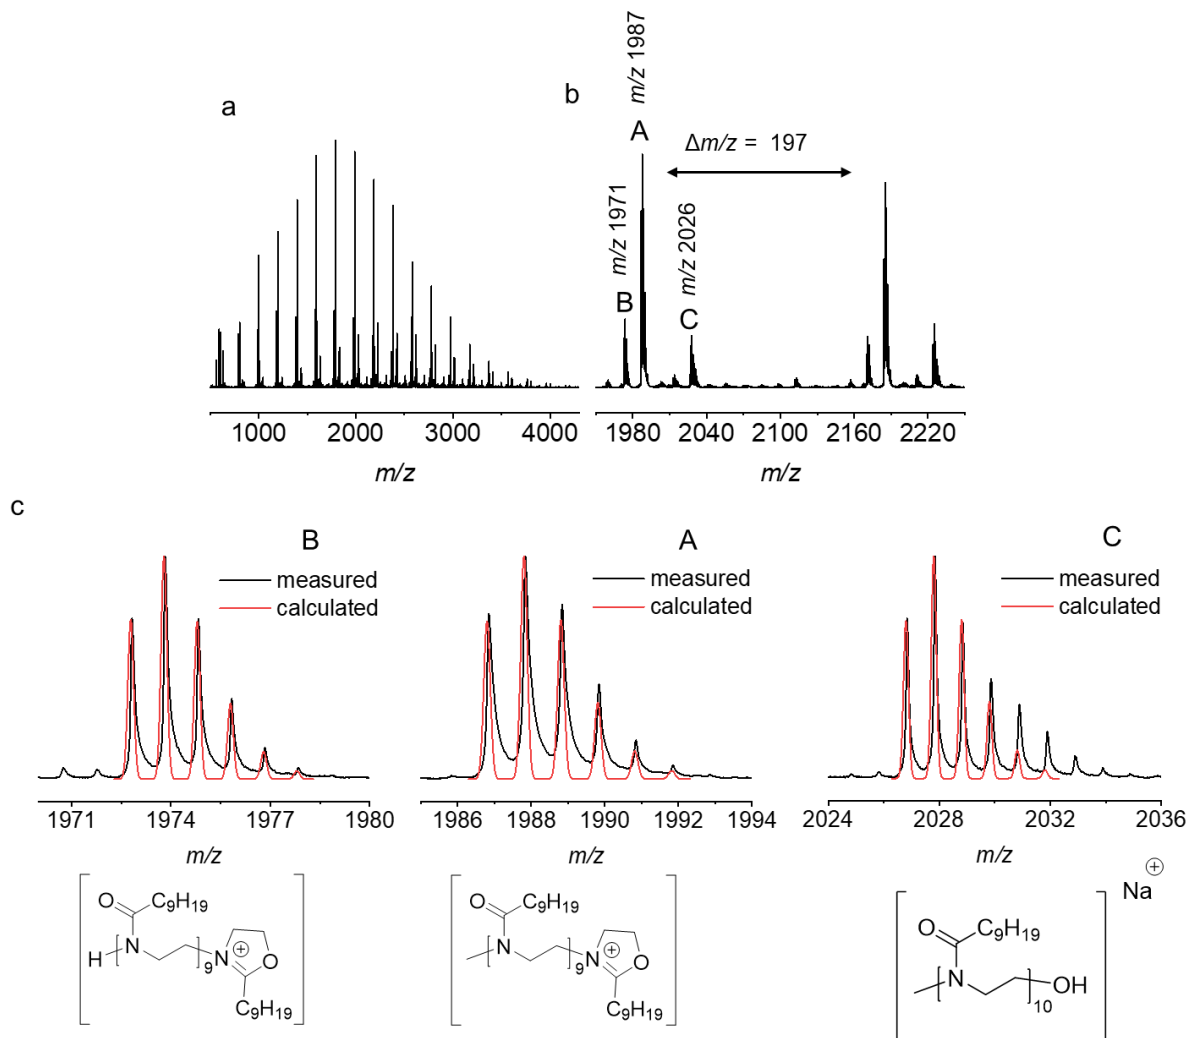 a
b
m/z 1987
A
Δm/z = 197
m/z 1971
B
m/z 2026
C
1000 2000 3000 4000
m/z
1980 2040 2100 2160 2220
m/z
c
B
measured
calculated
1971 1974 1977 1980
m/z
A
measured
calculated
1986 1988 1990 1992 1994
m/z
C
measured
calculated
2024 2028 2032 2036
m/z
O C₉H₁₉
H N 9 N + O
C₉H₁₉
O C₉H₁₉
N 9 N + O
C₉H₁₉
Na⊕
O C₉H₁₉
N 10 OH